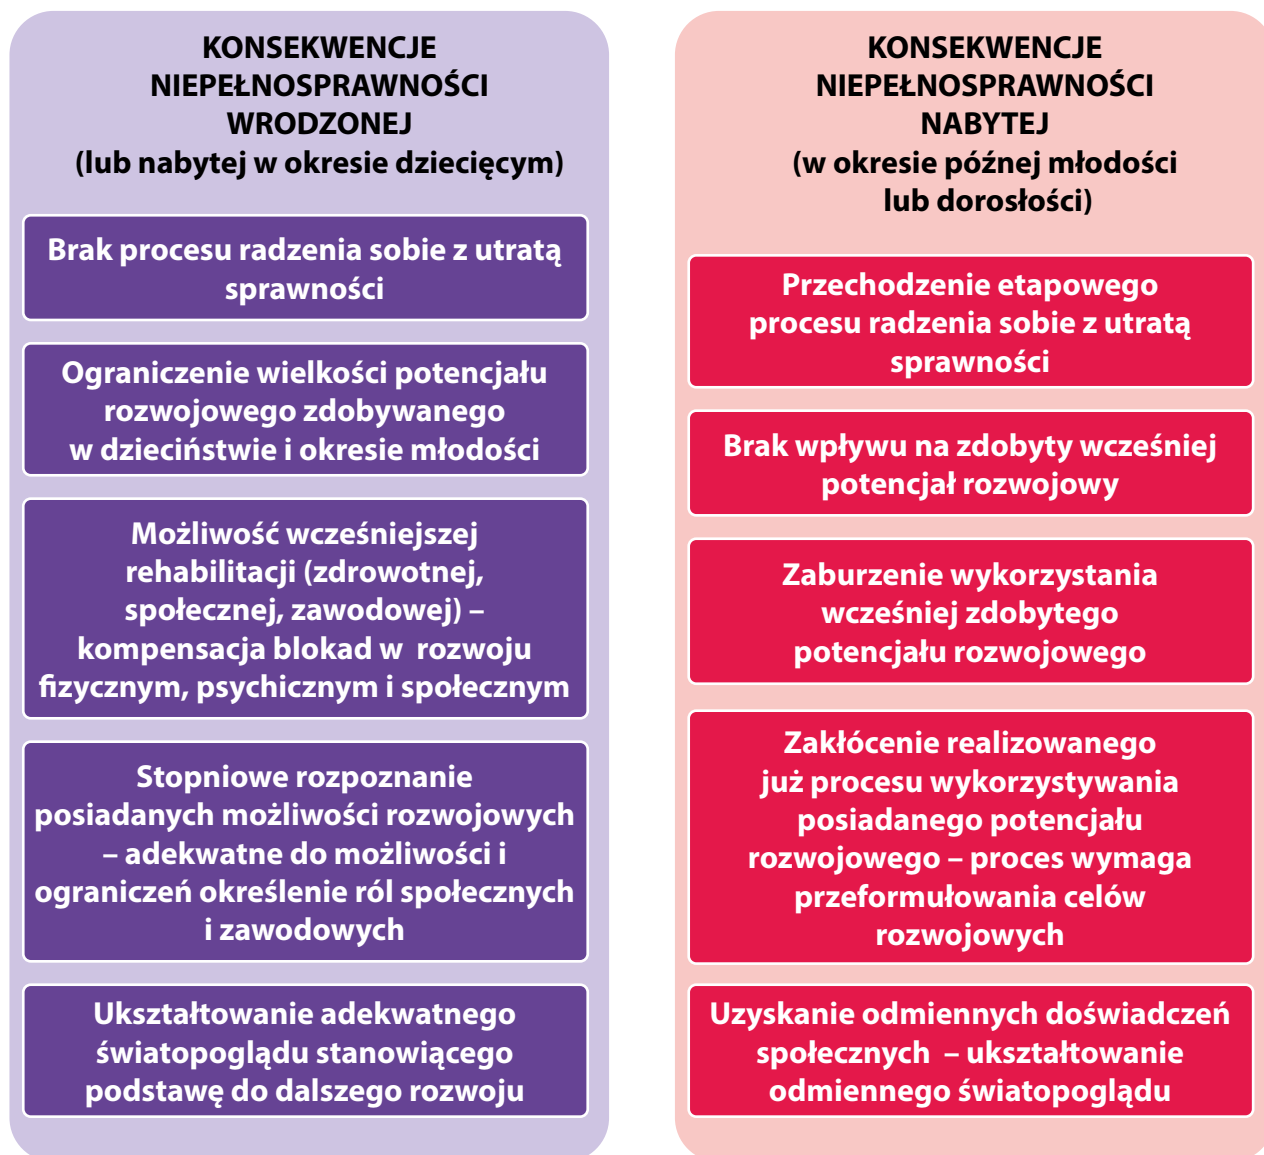 KONSEKWENCJE
NIEPEŁNOSPRAWNOŚCI
WRODZONEJ
(lub nabytej w okresie dziecięcym)
Brak procesu radzenia sobie z utratą
sprawności
Ograniczenie wielkości potencjału
rozwojowego zdobywanego
w dzieciństwie i okresie młodości
Możliwość wcześniejszej
rehabilitacji (zdrowotnej,
społecznej, zawodowej) –
kompensacja blokad w rozwoju
fizycznym, psychicznym i społecznym
Stopniowe rozpoznanie
posiadanych możliwości rozwojowych
– adekwatne do możliwości i
ograniczeń określenie ról społecznych
i zawodowych
Ukształtowanie adekwatnego
światopoglądu stanowiącego
podstawę do dalszego rozwoju
KONSEKWENCJE
NIEPEŁNOSPRAWNOŚCI
NABYTEJ
(w okresie późnej młodości
lub dorosłości)
Przechodzenie etapowego
procesu radzenia sobie z utratą
sprawności
Brak wpływu na zdobyty wcześniej
potencjał rozwojowy
Zaburzenie wykorzystania
wcześniej zdobytego
potencjału rozwojowego
Zakłócenie realizowanego
już procesu wykorzystywania
posiadanego potencjału
rozwojowego – proces wymaga
przeformułowania celów
rozwojowych
Uzyskanie odmiennych doświadczeń
społecznych – ukształtowanie
odmiennego światopoglądu